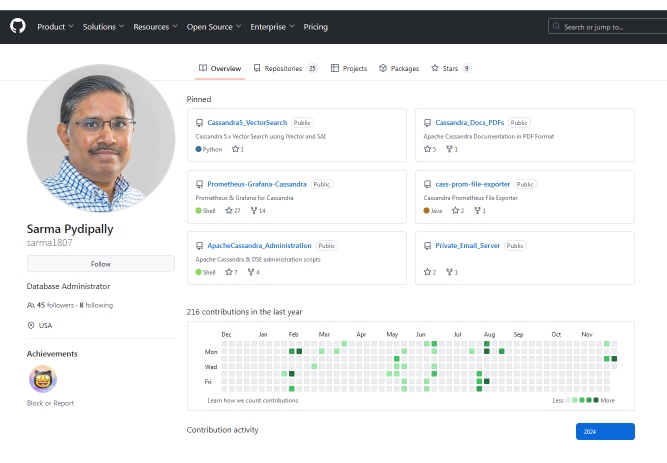 Product Solutions Resources Open Source Enterprise Pricing
Search or jump to...
Overview Repositories 25 Projects Packages Stars 9
Sarma Pydipally
sarma1807
Follow
Database Administrator
45 followers · 8 following
USA
Achievements
Block or Report
Pinned
Cassandra5_VectorSearch Public
Cassandra 5.x Vector Search using JVector and SAI
Python 1
Cassandra_Docs_PDFs Public
Apache Cassandra Documentation in PDF Format
5 1
Prometheus-Grafana-Cassandra Public
Prometheus & Grafana for Cassandra
Shell 27 14
cass-prom-file-exporter Public
Cassandra Prometheus File Exporter
Java 2 1
ApacheCassandra_Administration Public
Apache Cassandra & DSE administration scripts
Shell 7 4
Private_Email_Server Public
2 1
216 contributions in the last year
Dec Jan Feb Mar Apr May Jun Jul Aug Sep Oct Nov
Mon
Wed
Fri
Learn how we count contributions
Less More
Contribution activity
2024